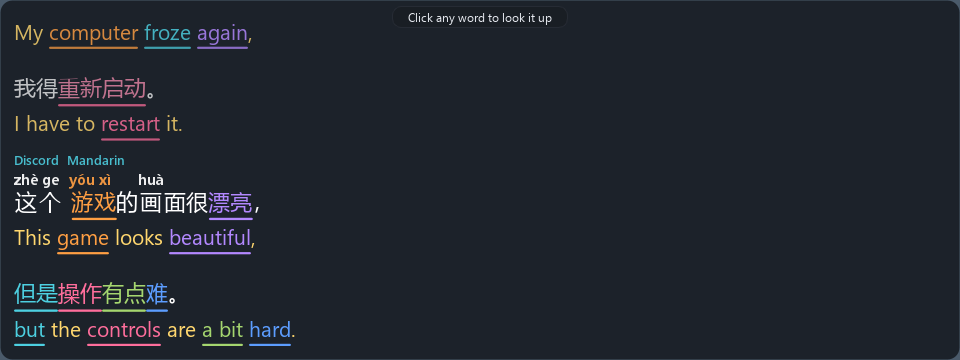 Click any word to look it up
My computer froze again,
我得重新启动。
I have to restart it.
Discord Mandarin
zhè ge yóu xì huà
这个游戏的画面很漂亮,
This game looks beautiful,
但是操作有点难。
but the controls are a bit hard.